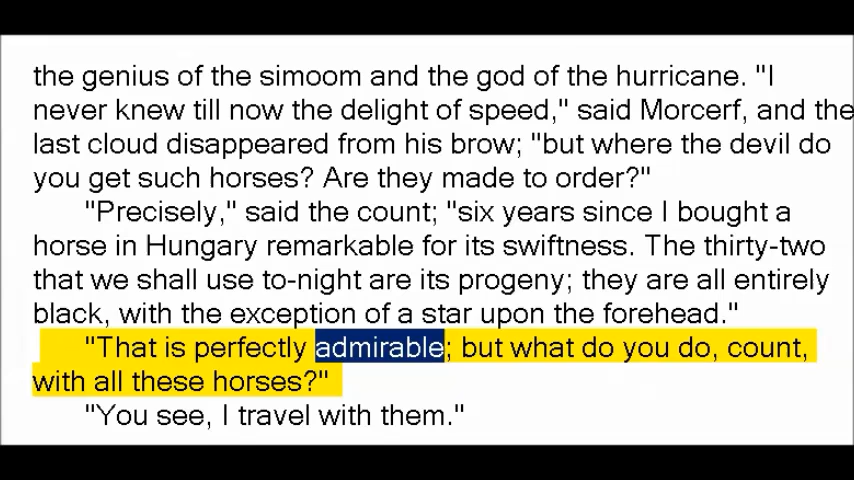 the genius of the simoom and the god of the hurricane. "I
never knew till now the delight of speed," said Morcerf, and the
last cloud disappeared from his brow; "but where the devil do
you get such horses? Are they made to order?"
"Precisely," said the count; "six years since I bought a
horse in Hungary remarkable for its swiftness. The thirty-two
that we shall use to-night are its progeny; they are all entirely
black, with the exception of a star upon the forehead."
"That is perfectly admirable; but what do you do, count,
with all these horses?"
"You see, I travel with them."